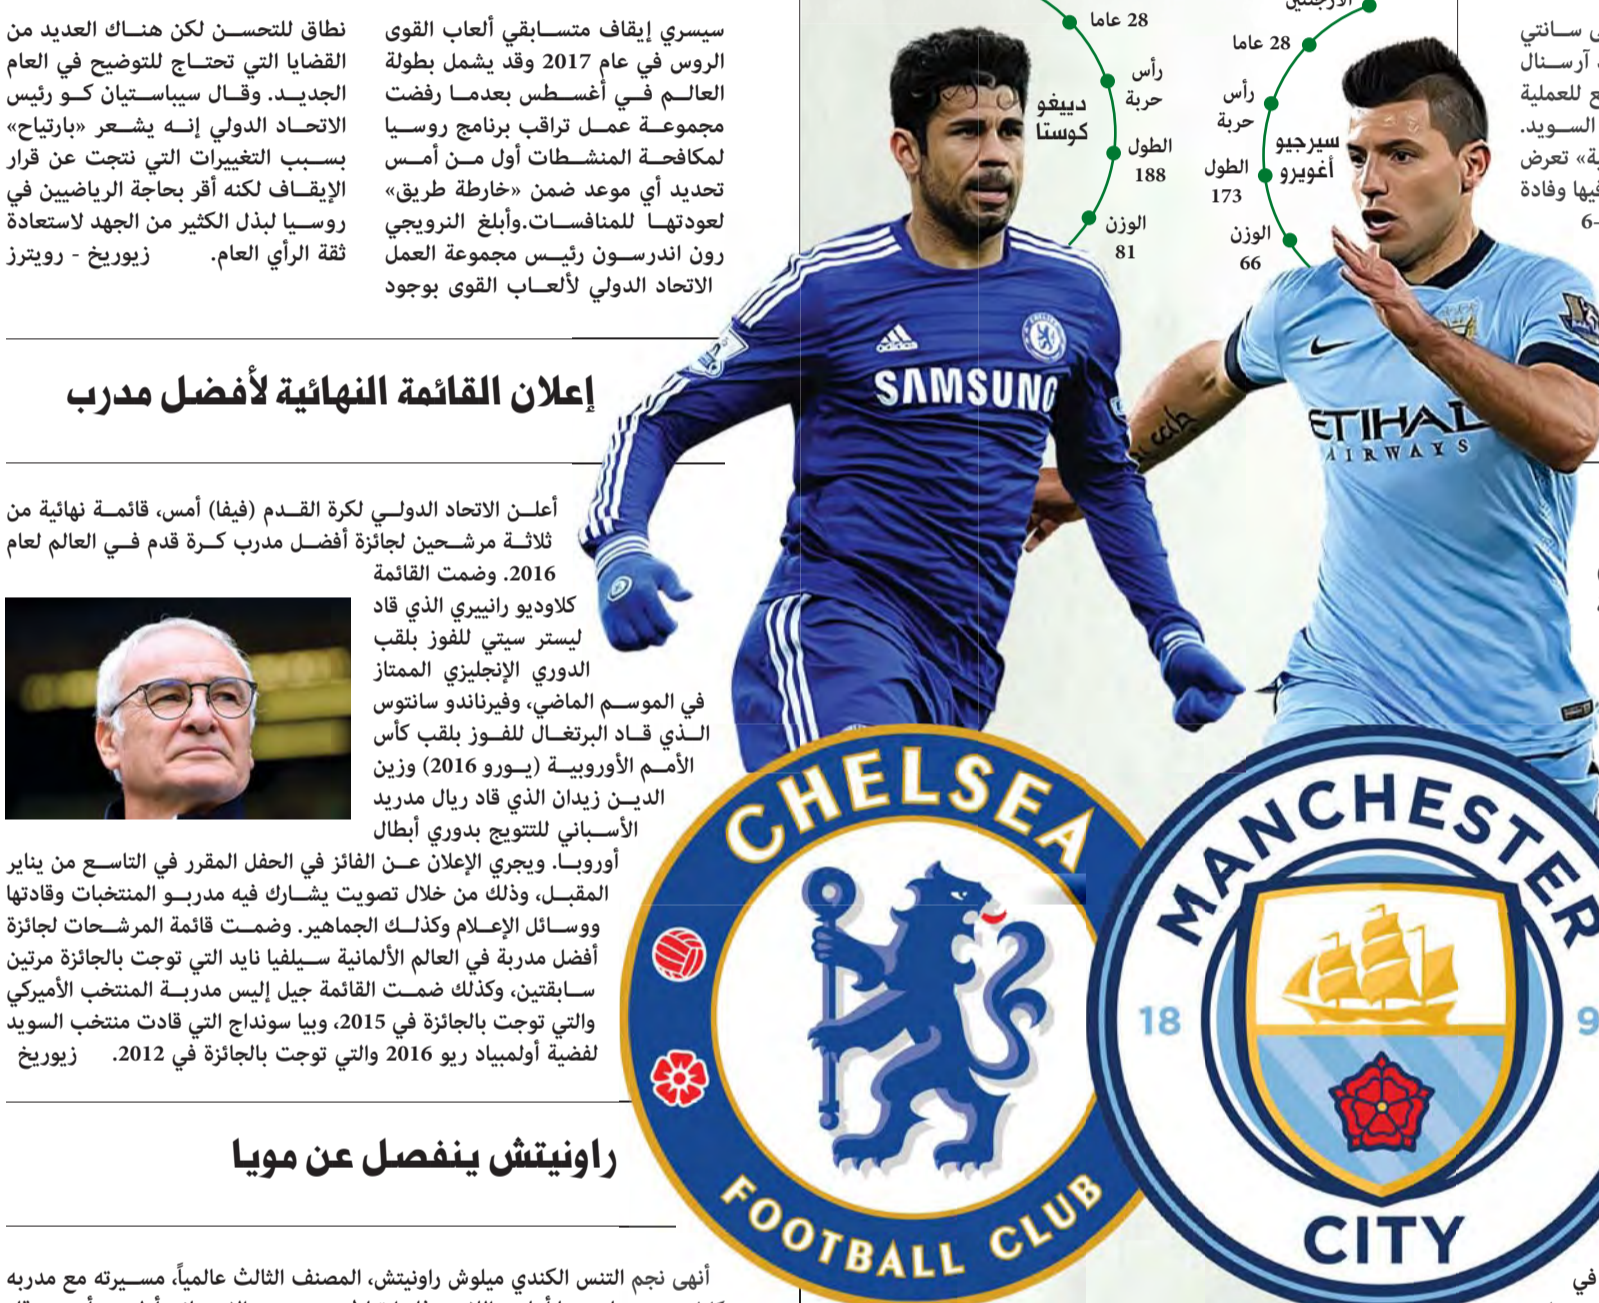 سيسري إيقاف متسابقي ألعاب القوى
الروس في عام 2017 وقد يشمل بطولة
العالم في أغسطس بعدما رفضت
مجموعة عمل تراقب برنامج روسيا
لمكافحة المنشطات أول من أمس
تحديد أي موعد ضمن «خارطة طريق»
لعودتها للمنافسات.وأبلغ النرويجي
رون اندرسون رئيس مجموعة العمل
الاتحاد الدولي لألعاب القوى بوجود
نطاق للتحسن لكن هناك العديد من
القضايا التي تحتاج للتوضيح في العام
الجديد. وقال سيباستيان كو رئيس
الاتحاد الدولي إنه يشعر «بارتياح»
بسبب التغييرات التي نتجت عن قرار
الإيقاف لكنه أقر بحاجة الرياضيين في
روسيا لبذل الكثير من الجهد لاستعادة
ثقة الرأي العام. زيوريخ - رويترز
إعلان القائمة النهائية لأفضل مدرب
أعلن الاتحاد الدولي لكرة القدم (فيفا) أمس، قائمة نهائية من
ثلاثة مرشحين لجائزة أفضل مدرب كرة قدم في العالم لعام
2016. وضمت القائمة
كلاوديو رانييري الذي قاد
ليستر سيتي للفوز بلقب
الدوري الإنجليزي الممتاز
في الموسم الماضي، وفيرناندو سانتوس
الذي قاد البرتغال للفوز بلقب كأس
الأمم الأوروبية (يورو 2016) وزين
الدين زيدان الذي قاد ريال مدريد
الأسباني للتتويج بدوري أبطال
أوروبا. ويجري الإعلان عن الفائز في الحفل المقرر في التاسع من يناير
المقبل، وذلك من خلال تصويت يشارك فيه مدربو المنتخبات وقادتها
ووسائل الإعلام وكذلك الجماهير. وضمت قائمة المرشحات لجائزة
أفضل مدربة في العالم الألمانية سيلفيا نايد التي توجت بالجائزة مرتين
سابقتين، وكذلك ضمت القائمة جيل إليس مدربة المنتخب الأميركي
والتي توجت بالجائزة في 2015، وبيا سونداج التي قادت منتخب السويد
لفضية أولمبياد ريو 2016 والتي توجت بالجائزة في 2012. زيوريخ
راونيتش ينفصل عن مويا
أنهى نجم التنس الكندي ميلوش راونيتش، المصنف الثالث عالمياً، مسيرته مع مدربه
28 عاما
رأس
حربة
دييغو
كوستا
الطول
188
الوزن
81
28 عاما
رأس
حربة
سيرجيو
أغويرو
الطول
173
الوزن
66
adidas
SAMSUNG
ETIHAD
AIRWAYS
CHELSEA
FOOTBALL CLUB
MANCHESTER
18
9
CITY
آرسنال
ع للعملية
السويد.
ية» تعرض
فيها وفادة
6-
في